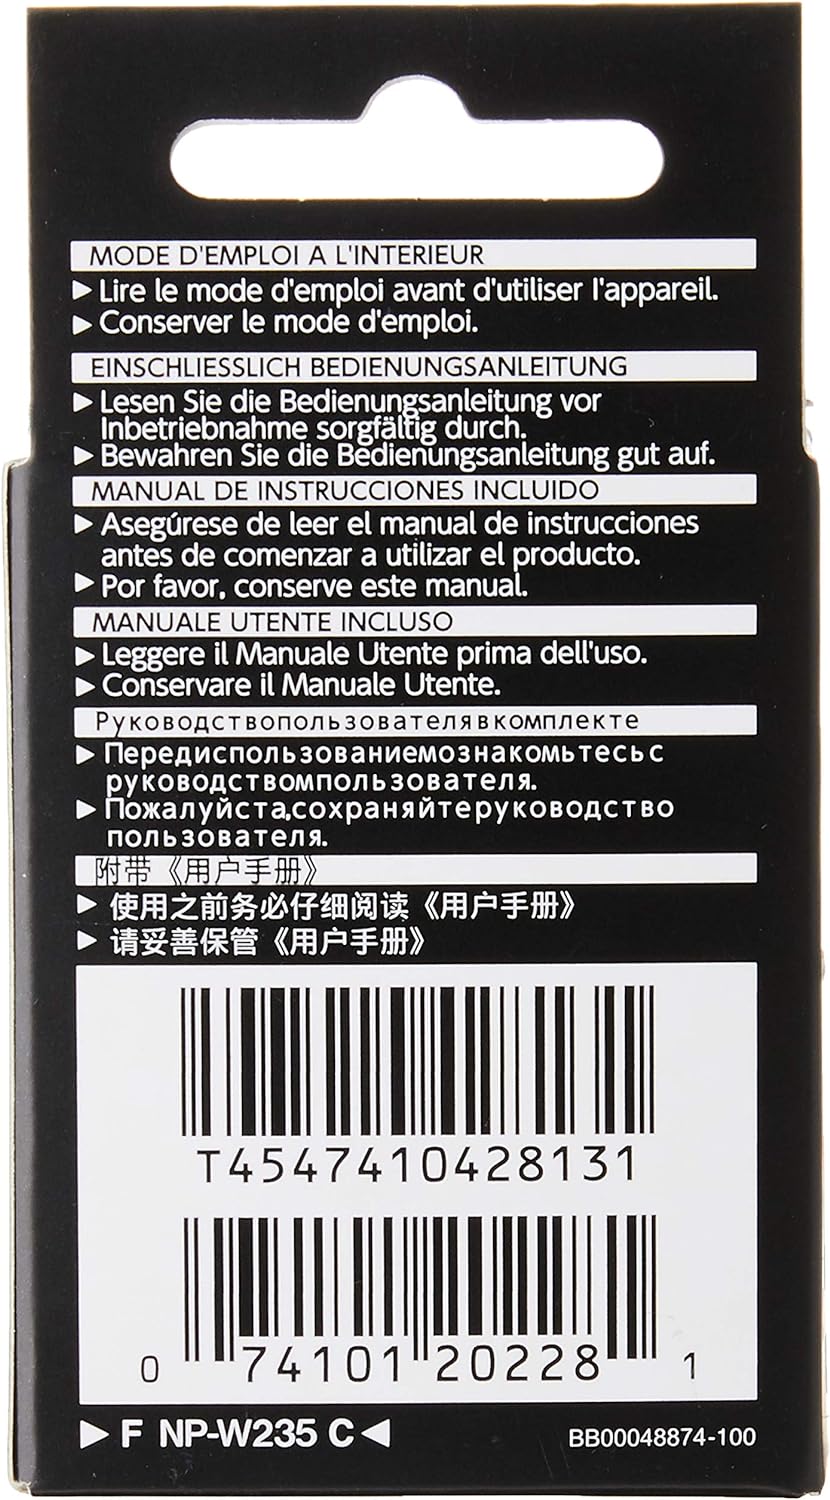 MODE D'EMPLOI A L'INTERIEUR
▶ Lire le mode d'emploi avant d'utiliser l'appareil.
▶ Conserver le mode d'emploi.
EINSCHLIESSLICH BEDIENUNGSANLEITUNG
▶ Lesen Sie die Bedienungsanleitung vor
Inbetriebnahme sorgfältig durch.
▶ Bewahren Sie die Bedienungsanleitung gut auf.
MANUAL DE INSTRUCCIONES INCLUIDO
▶ Asegúrese de leer el manual de instrucciones
antes de comenzar a utilizar el producto.
▶ Por favor, conserve este manual.
MANUALE UTENTE INCLUSO
▶ Leggere il Manuale Utente prima dell'uso.
▶ Conservare il Manuale Utente.
Руководствопользователявкомплекте
▶ Передиспользованиемознакомьтесьс
руководствомпользователя.
▶ Пожалуйста,сохраняйтеруководство
пользователя.
附带《用户手册》
▶ 使用之前务必仔细阅读《用户手册》
▶ 请妥善保管《用户手册》
T4547410428131
0 74101 20228 1
▶ F NP-W235 C ◀ BB00048874-100